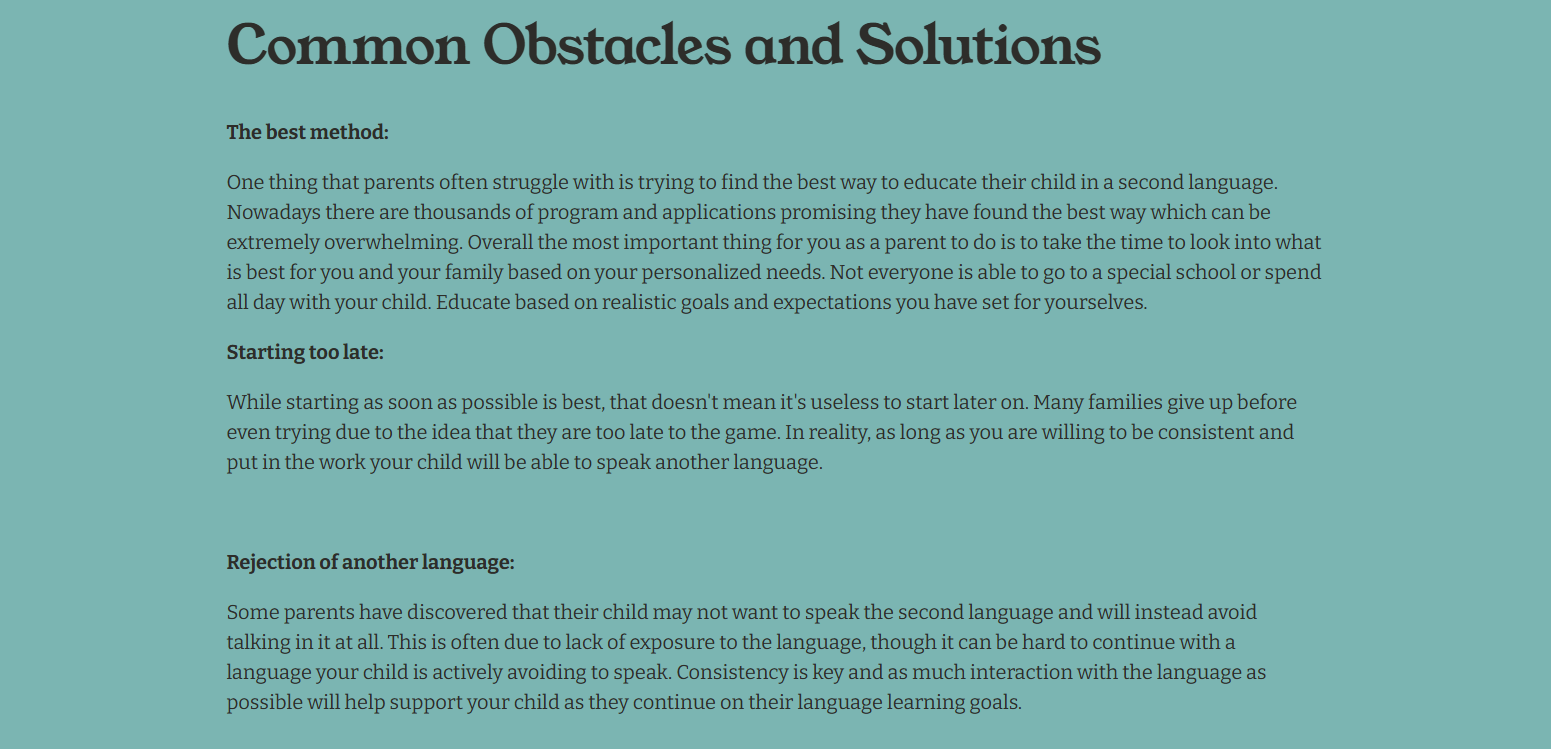 Common Obstacles and Solutions
The best method:
One thing that parents often struggle with is trying to find the best way to educate their child in a second language.
Nowadays there are thousands of program and applications promising they have found the best way which can be
extremely overwhelming. Overall the most important thing for you as a parent to do is to take the time to look into what
is best for you and your family based on your personalized needs. Not everyone is able to go to a special school or spend
all day with your child. Educate based on realistic goals and expectations you have set for yourselves.
Starting too late:
While starting as soon as possible is best, that doesn't mean it's useless to start later on. Many families give up before
even trying due to the idea that they are too late to the game. In reality, as long as you are willing to be consistent and
put in the work your child will be able to speak another language.
Rejection of another language:
Some parents have discovered that their child may not want to speak the second language and will instead avoid
talking in it at all. This is often due to lack of exposure to the language, though it can be hard to continue with a
language your child is actively avoiding to speak. Consistency is key and as much interaction with the language as
possible will help support your child as they continue on their language learning goals.